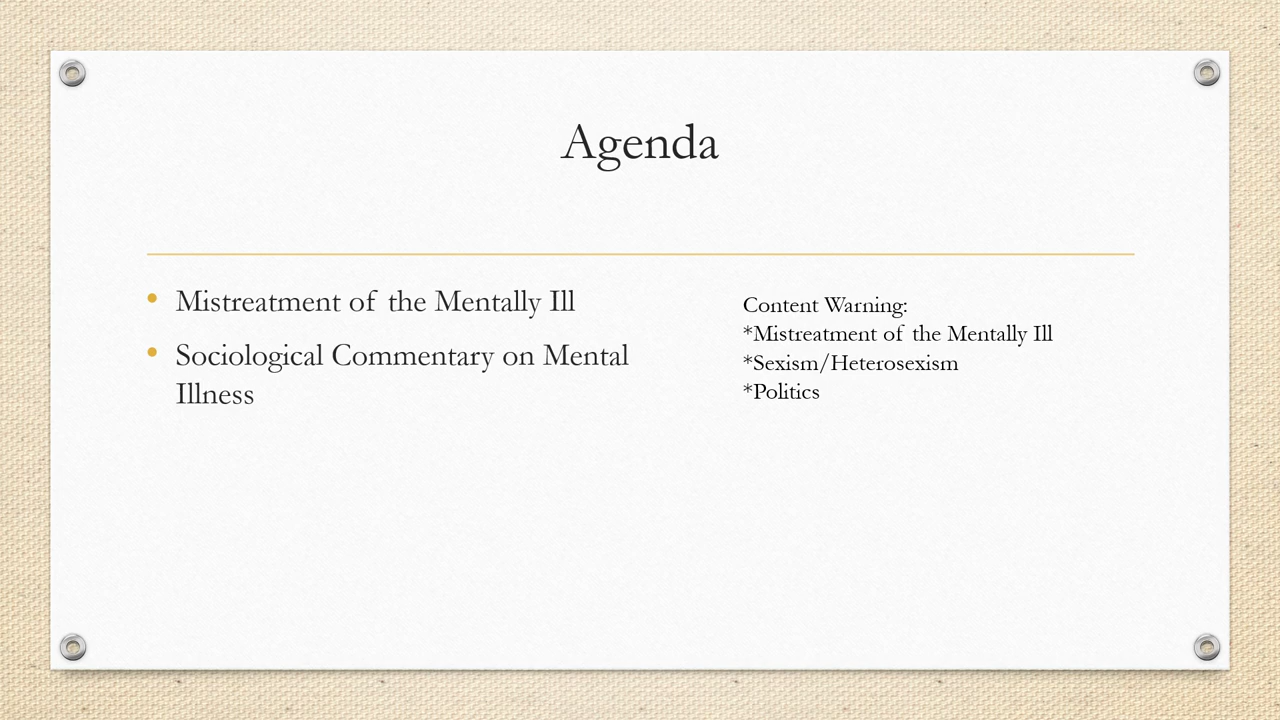 Agenda
• Mistreatment of the Mentally Ill
• Sociological Commentary on Mental
Illness
Content Warning:
*Mistreatment of the Mentally Ill
*Sexism/Heterosexism
*Politics